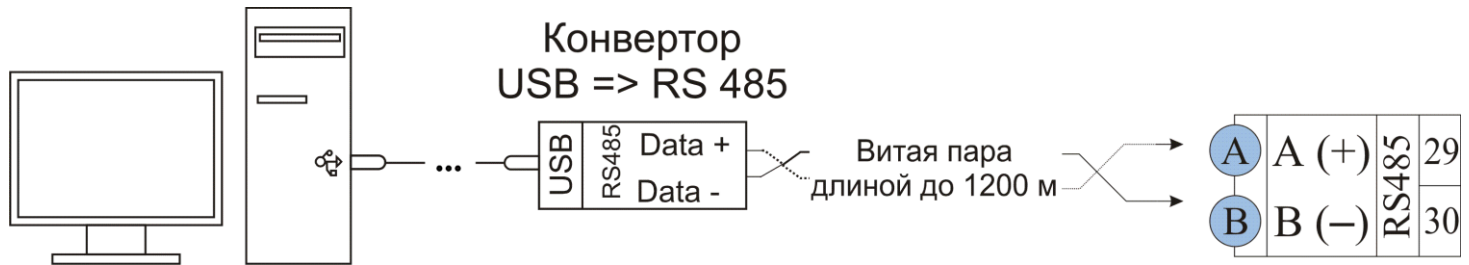 Конвертор
USB => RS 485
USB
RS485
Data +
Data -
...
Витая пара
длиной до 1200 м
A
A (+)
B
B (–)
RS485
29
30